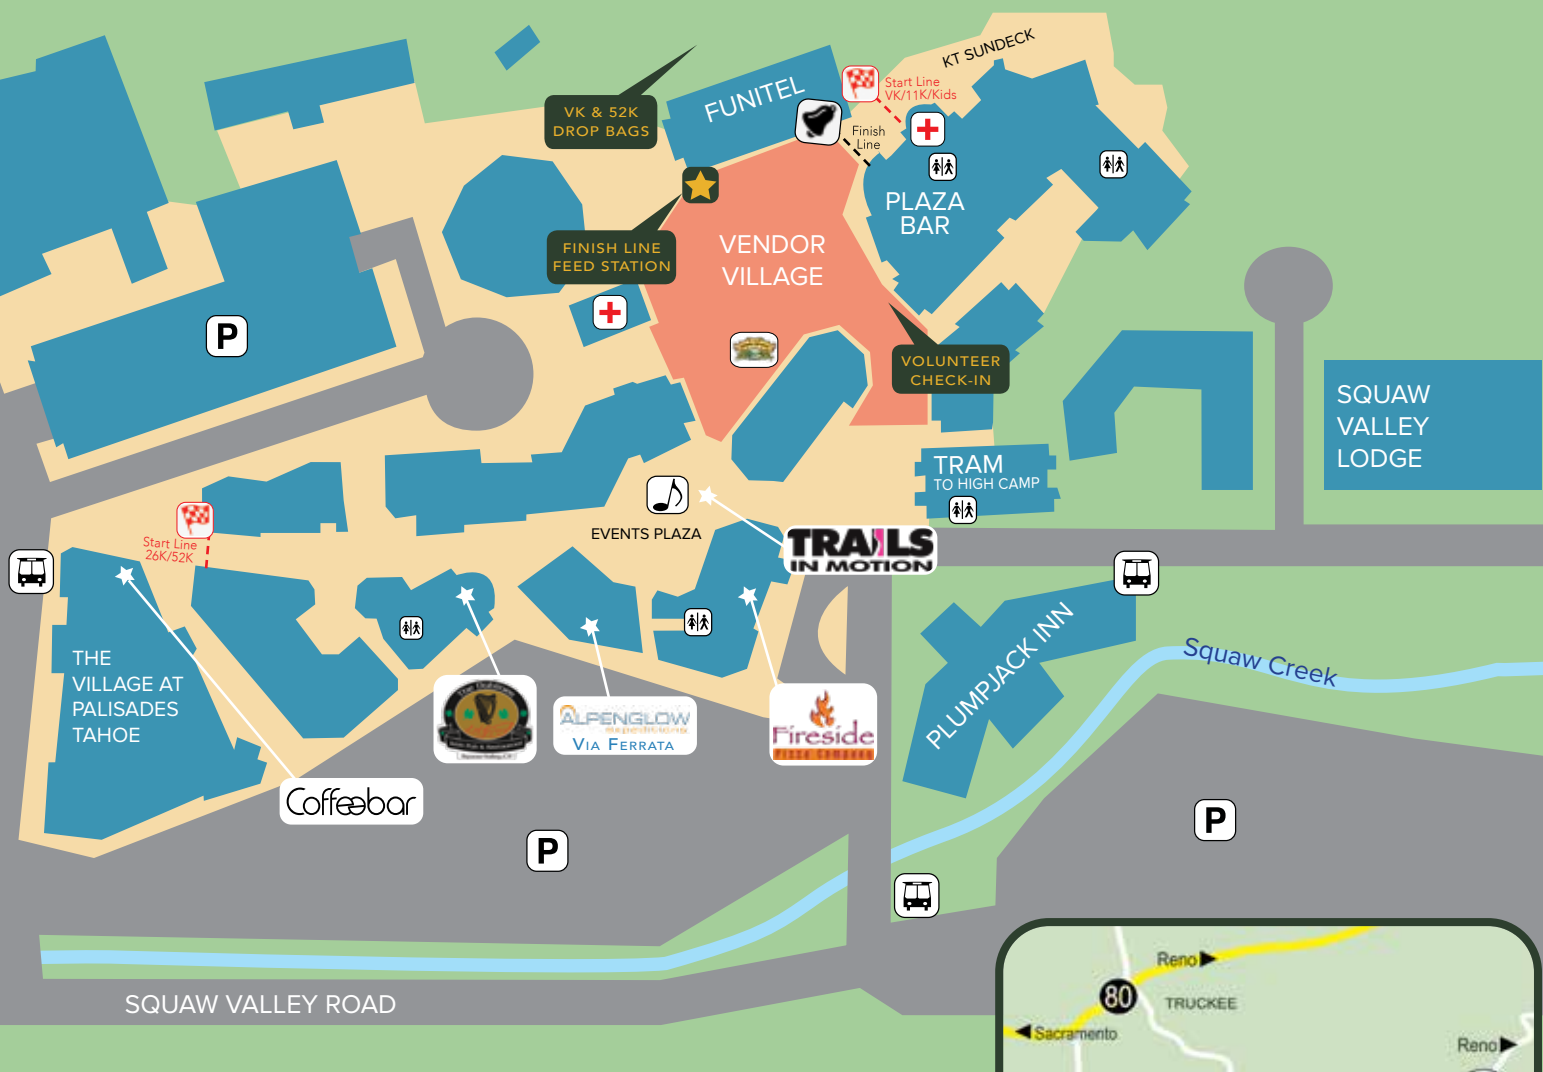 KT SUNDECK
FUNITEL
Start Line
VK/11K/Kids
VK & 52K
DROP BAGS
Finish
Line
PLAZA
BAR
FINISH LINE
FEED STATION
VENDOR
VILLAGE
P
VOLUNTEER
CHECK-IN
SQUAW
VALLEY
LODGE
TRAM
TO HIGH CAMP
EVENTS PLAZA
Start Line
26K/52K
TRAILS
IN MOTION
THE
VILLAGE AT
PALISADES
TAHOE
PLUMPJACK INN
Squaw Creek
ALPENGLOW
expeditions
VIA FERRATA
Fireside
Pizza Company
Coffeebar
P
P
SQUAW VALLEY ROAD
Reno
80
TRUCKEE
Sacramento
Reno